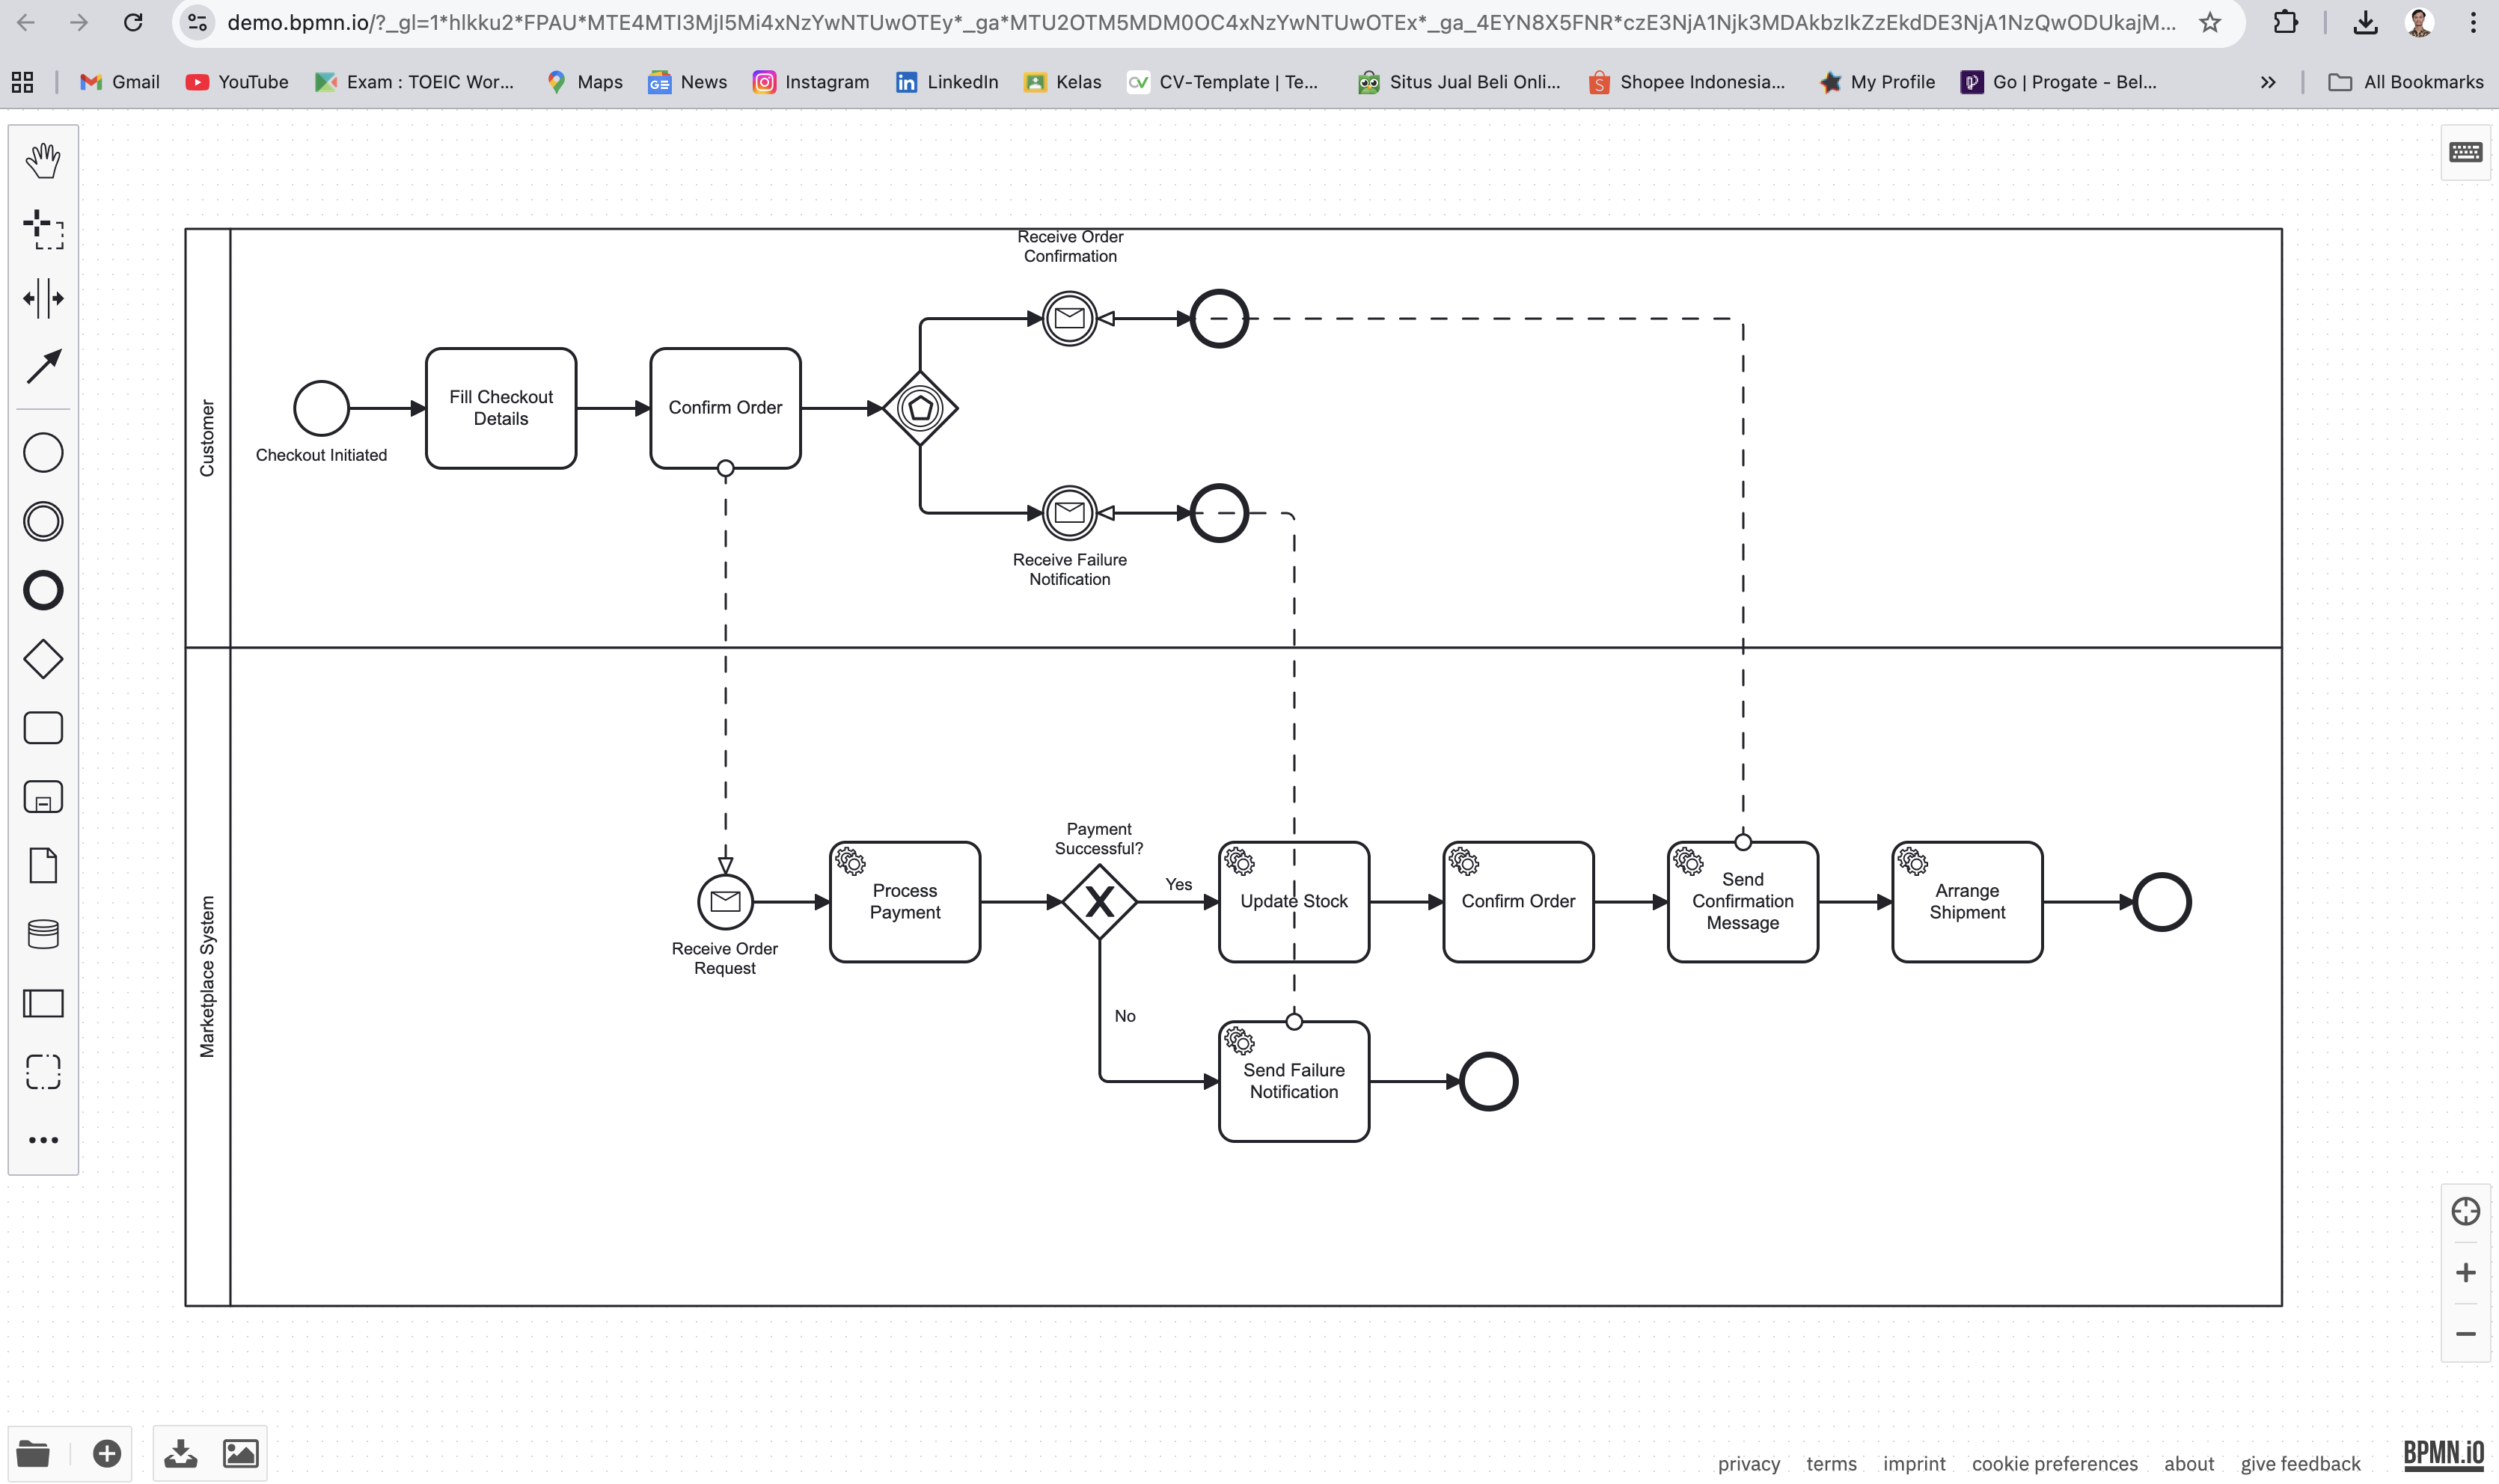 demo.bpmn.io/?_gl=1*hlkku2*FPAU*MTE4MTI3MjI5Mi4xNzYwNTUwOTEy*_ga*MTU2OTM5MDM0OC4xNzYwNTUwOTEx*_ga_4EYN8X5FNR*czE3NjA1Njk3MDAkbzIkZzEkdDE3NjA1NzQwODUkajM...
Gmail
YouTube
Exam : TOEIC Wor...
Maps
News
Instagram
LinkedIn
Kelas
CV-Template | Te...
Situs Jual Beli Onli...
Shopee Indonesia...
My Profile
Go | Progate - Bel...
All Bookmarks
Customer
Receive Order
Confirmation
Checkout Initiated
Fill Checkout
Details
Confirm Order
Receive Failure
Notification
Marketplace System
Receive Order
Request
Process
Payment
Payment
Successful?
Yes
Update Stock
Confirm Order
Send
Confirmation
Message
Arrange
Shipment
No
Send Failure
Notification
privacy
terms
imprint
cookie preferences
about
give feedback
BPMN.iO